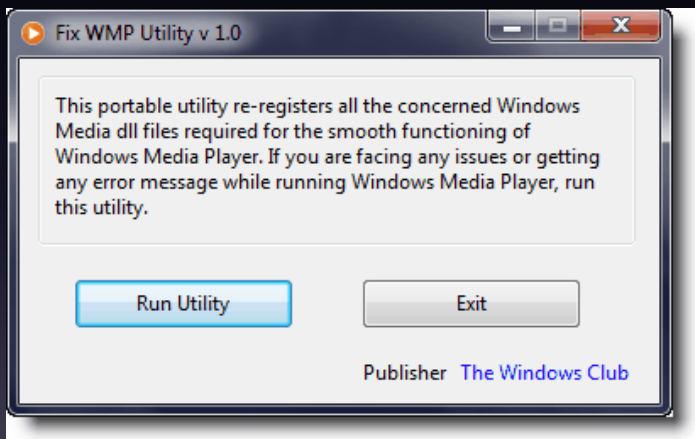 Fix WMP Utility v 1.0
This portable utility re-registers all the concerned Windows
Media dll files required for the smooth functioning of
Windows Media Player. If you are facing any issues or getting
any error message while running Windows Media Player, run
this utility.
Run Utility Exit
Publisher The Windows Club